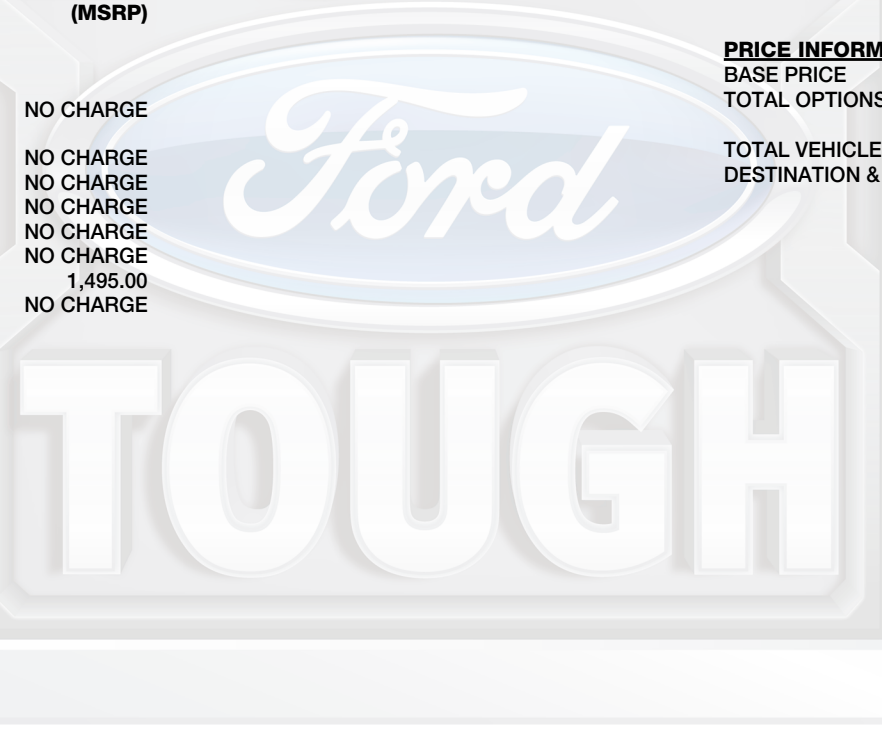 (MSRP)
NO CHARGE
NO CHARGE
NO CHARGE
NO CHARGE
NO CHARGE
NO CHARGE
1,495.00
NO CHARGE
PRICE INFORM
BASE PRICE
TOTAL OPTIONS
TOTAL VEHICLE
DESTINATION &
Ford
TOUGH